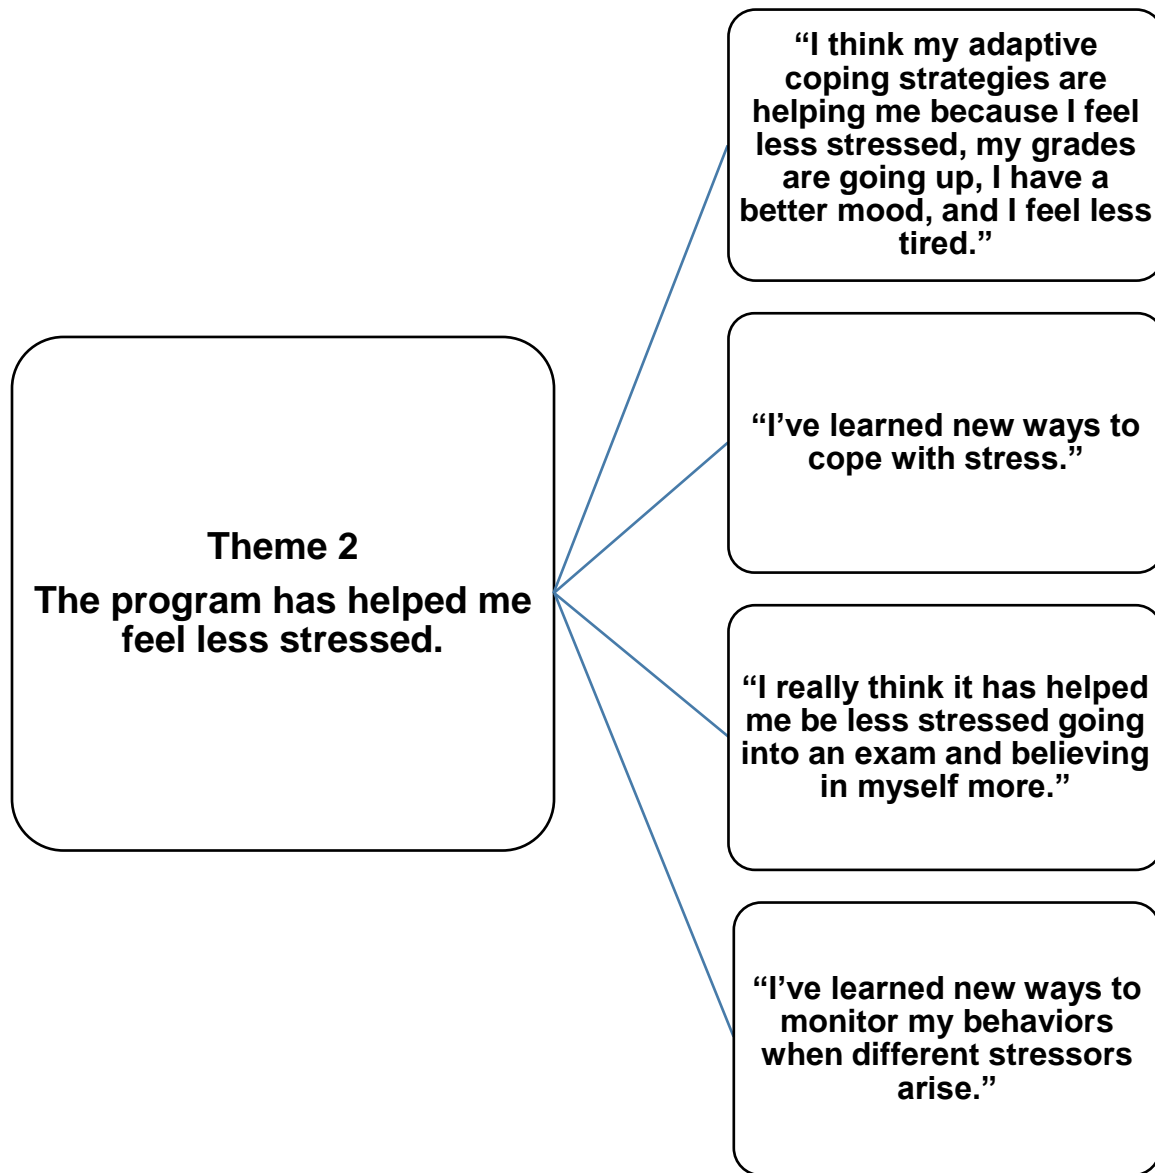 Theme 2
The program has helped me
feel less stressed.
“I think my adaptive
coping strategies are
helping me because I feel
less stressed, my grades
are going up, I have a
better mood, and I feel less
tired.”
“I’ve learned new ways to
cope with stress.”
“I really think it has helped
me be less stressed going
into an exam and believing
in myself more.”
“I’ve learned new ways to
monitor my behaviors
when different stressors
arise.”